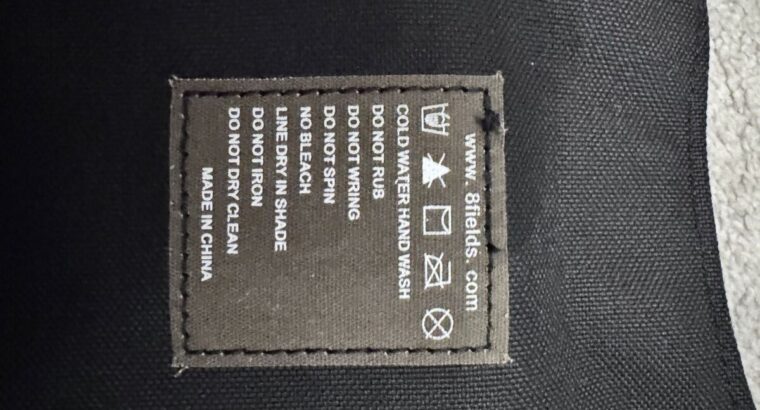 www. 8fields. com
COLD WATER HAND WASH
DO NOT RUB
DO NOT WRING
DO NOT SPIN
NO BLEACH
LINE DRY IN SHADE
DO NOT IRON
DO NOT DRY CLEAN
MADE IN CHINA